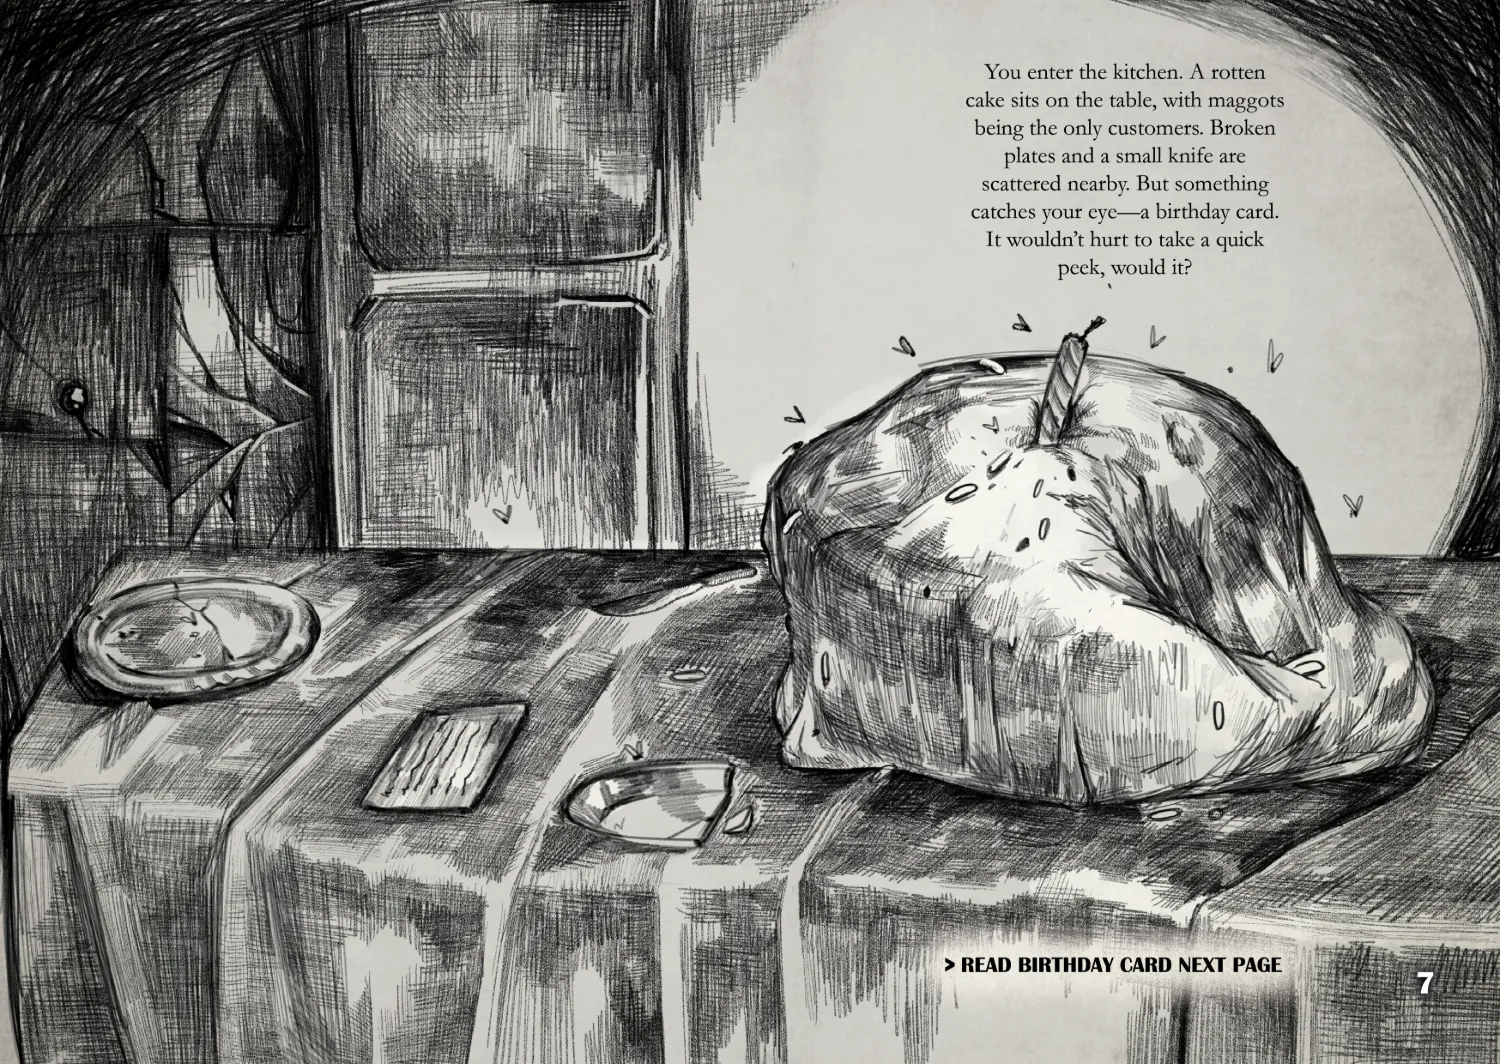 You enter the kitchen. A rotten
cake sits on the table, with maggots
being the only customers. Broken
plates and a small knife are
scattered nearby. But something
catches your eye—a birthday card.
It wouldn’t hurt to take a quick
peek, would it?
> READ BIRTHDAY CARD NEXT PAGE
7